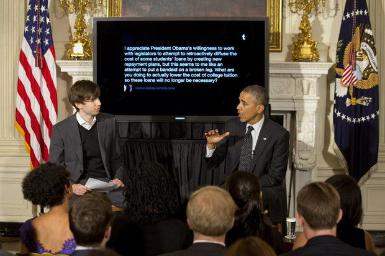 t
I appreciate President Obama's willingness to work
with legislators to attempt to retroactively diffuse the
cost of some students' loans by creating new
repayment plans, but this seems to me like an
attempt to put a bandaid on a broken leg. What are
you doing to actually lower the cost of college tuition
so these loans will no longer be necessary?